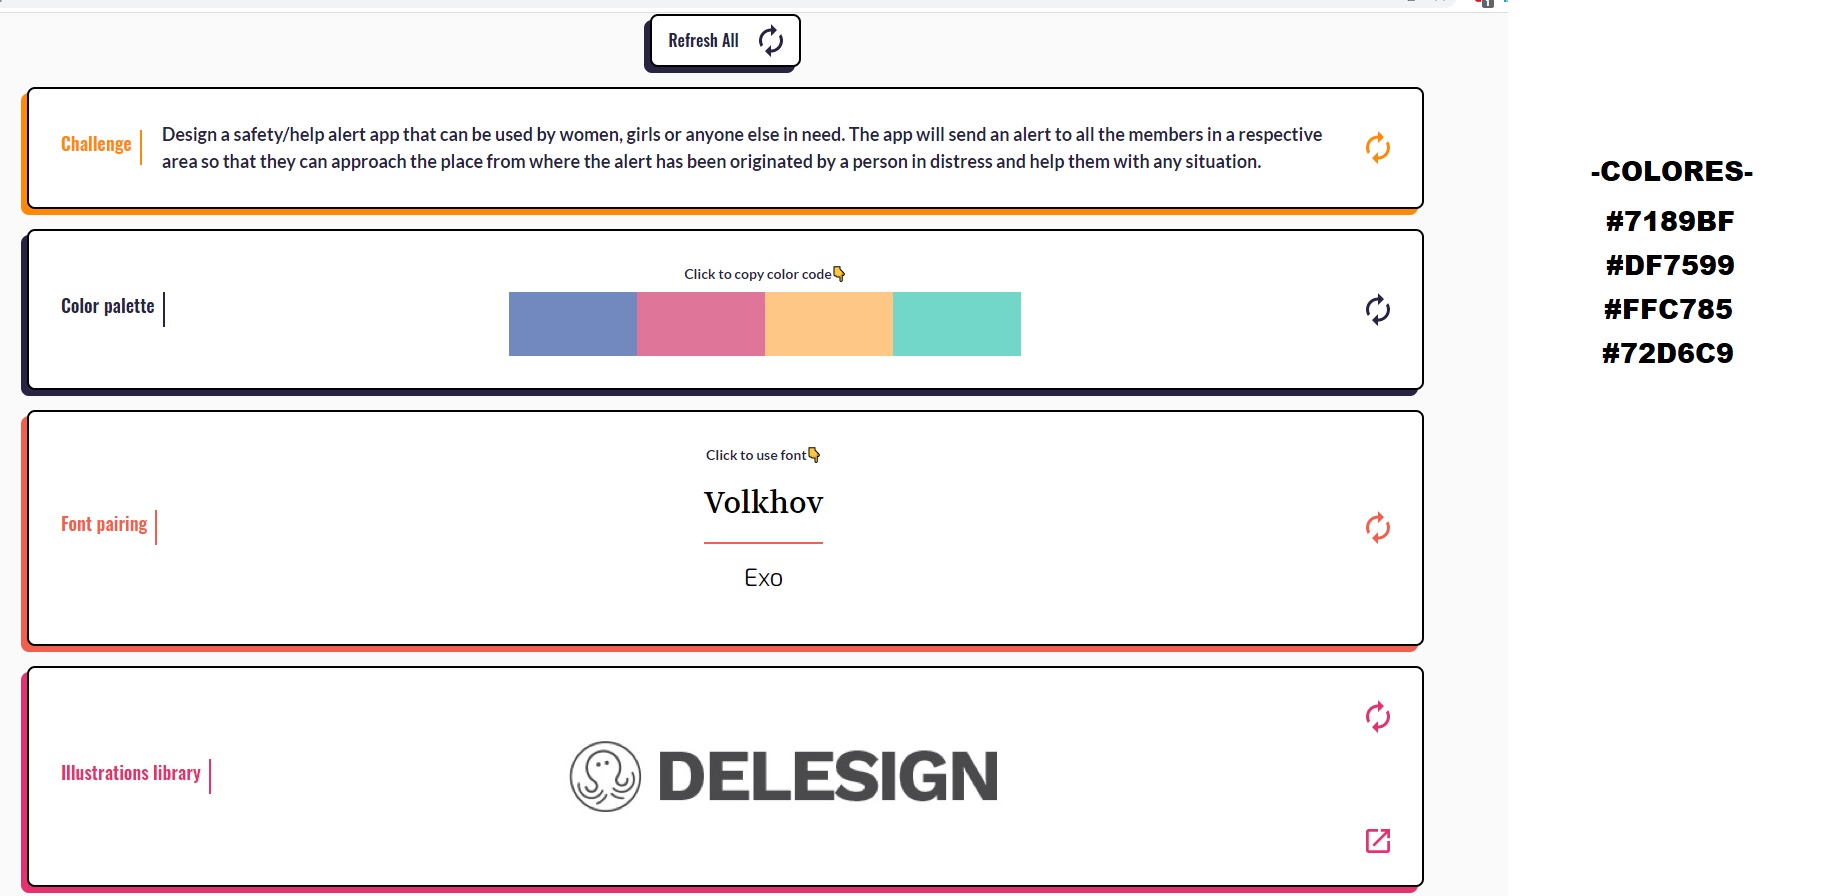 Refresh All
Challenge
Design a safety/help alert app that can be used by women, girls or anyone else in need. The app will send an alert to all the members in a respective
area so that they can approach the place from where the alert has been originated by a person in distress and help them with any situation.
Color palette
Click to copy color code
Font pairing
Click to use font
Volkhov
Exo
Illustrations library
DELESIGN
-COLORES-
#7189BF
#DF7599
#FFC785
#72D6C9